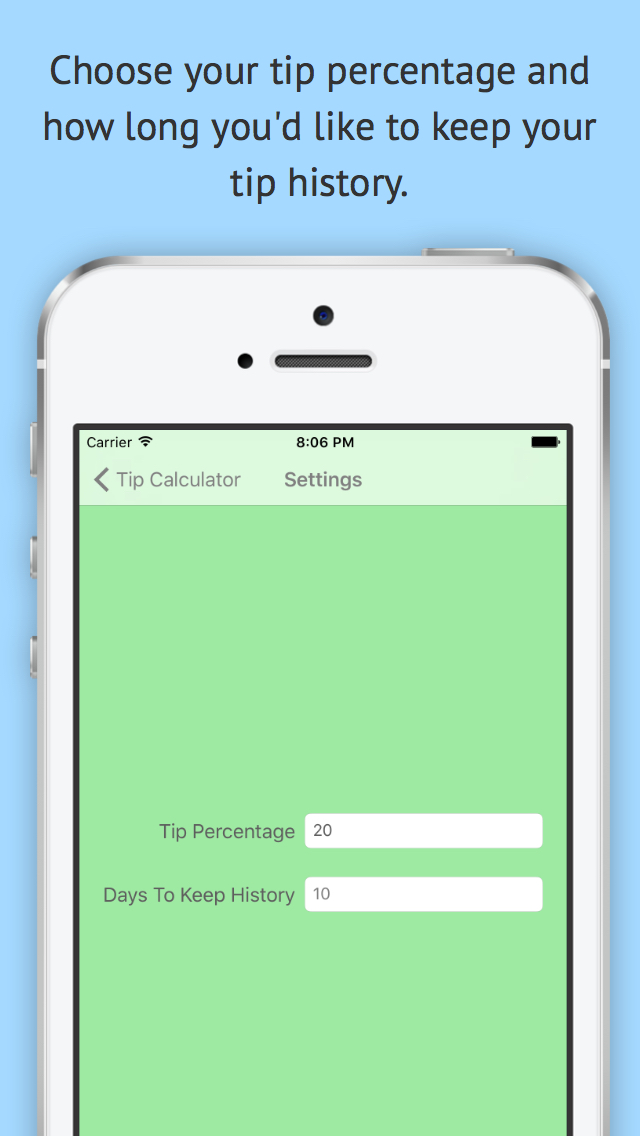 Choose your tip percentage and
how long you'd like to keep your
tip history.
Carrier 8:06 PM
Tip Calculator Settings
Tip Percentage 20
Days To Keep History 10